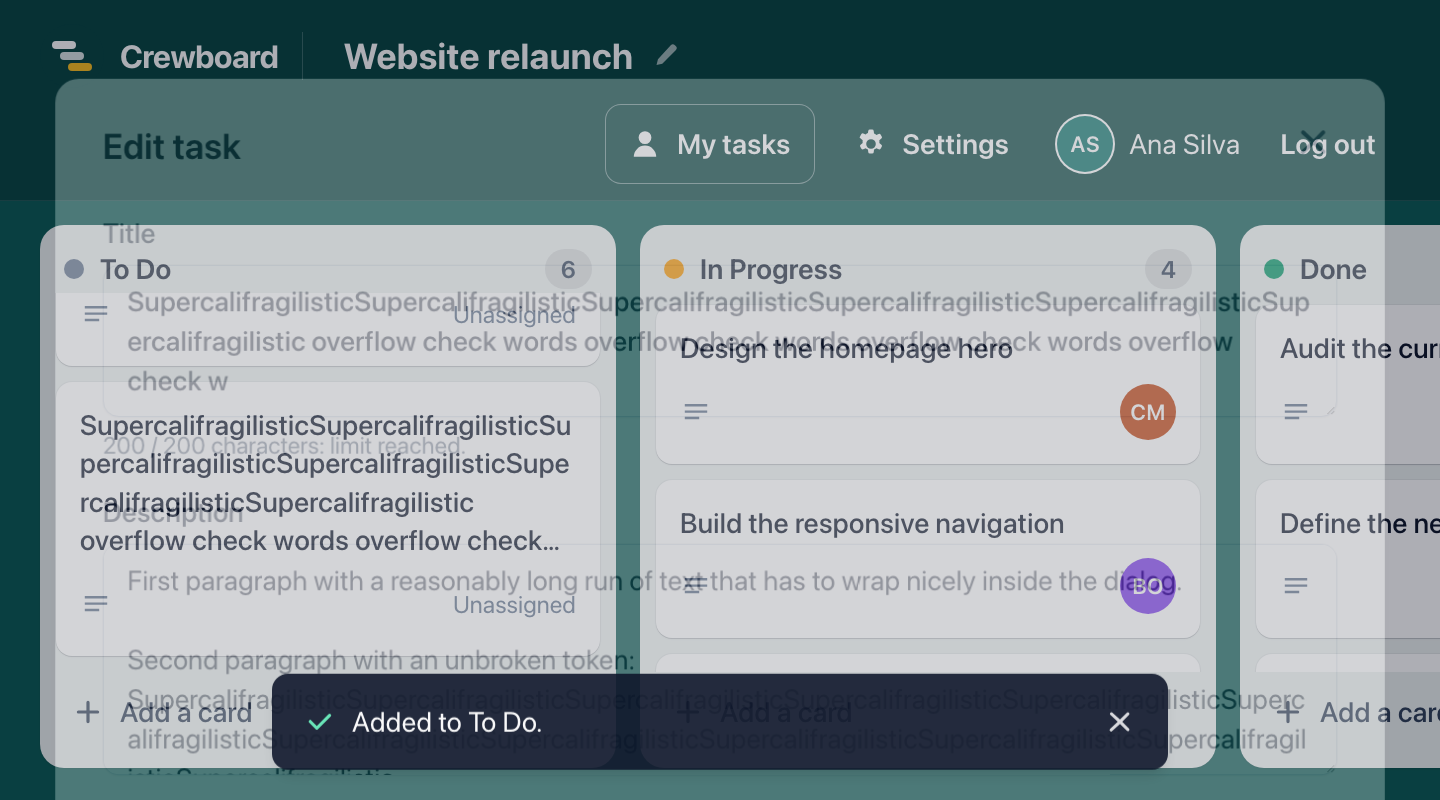 Crewboard
Website relaunch
Edit task
My tasks
Settings
AS
Ana Silva
Log out
Title
To Do
6
In Progress
4
Done
SupercalifragilisticSupercalifragilisticSupercalifragilisticSupercalifragilisticSupercalifragilisticSup
ercalifragilistic overflow check words overflow check words overflow check words overflow
check w
200 / 200 characters: limit reached.
Unassigned
SupercalifragilisticSupercalifragilisticSu
percalifragilisticSupercalifragilisticSupe
rcalifragilisticSupercalifragilistic
overflow check words overflow check...
Unassigned
Add a card
Design the homepage hero
CM
Build the responsive navigation
BO
Add a card
Audit the cur
Define the ne
Add a card
Description
First paragraph with a reasonably long run of text that has to wrap nicely inside the dialog.
Second paragraph with an unbroken token:
SupercalifragilisticSupercalifragilisticSupercalifragilisticSupercalifragilisticSupercalifragilisticSuperc
alifragilisticSupercalifragilisticSupercalifragilisticSupercalifragilisticSupercalifragilisticSupercalifragil
isticSupercalifragilistic
Added to To Do.